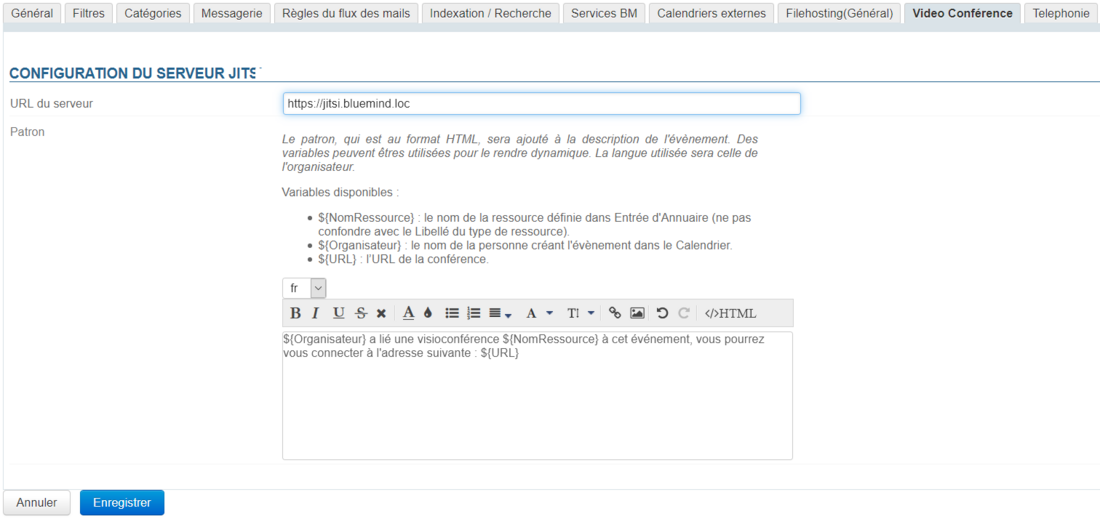 Général Filtres Catégories Messagerie Règles du flux des mails Indexation / Recherche Services BM Calendriers externes Filehosting(Général) Video Conférence Telephonie
CONFIGURATION DU SERVEUR
URL du serveur https://jitsi.bluemind.loc
Patron
Le patron, qui est au format HTML, sera ajouté à la description de l'évènement. Des
variables peuvent êtres utilisées pour le rendre dynamique. La langue utilisée sera celle de
l'organisateur.
Variables disponibles :
${NomRessource} : le nom de la ressource définie dans Entrée d'Annuaire (ne pas
confondre avec le Libellé du type de ressource).
${Organisateur} : le nom de la personne créant l'évènement dans le Calendrier.
${URL} : l'URL de la conférence.
fr
B I U S A A T </>HTML
${Organisateur} a lié une visioconférence ${NomRessource} à cet événement, vous pourrez
vous connecter à l'adresse suivante : ${URL}
Annuler Enregistrer